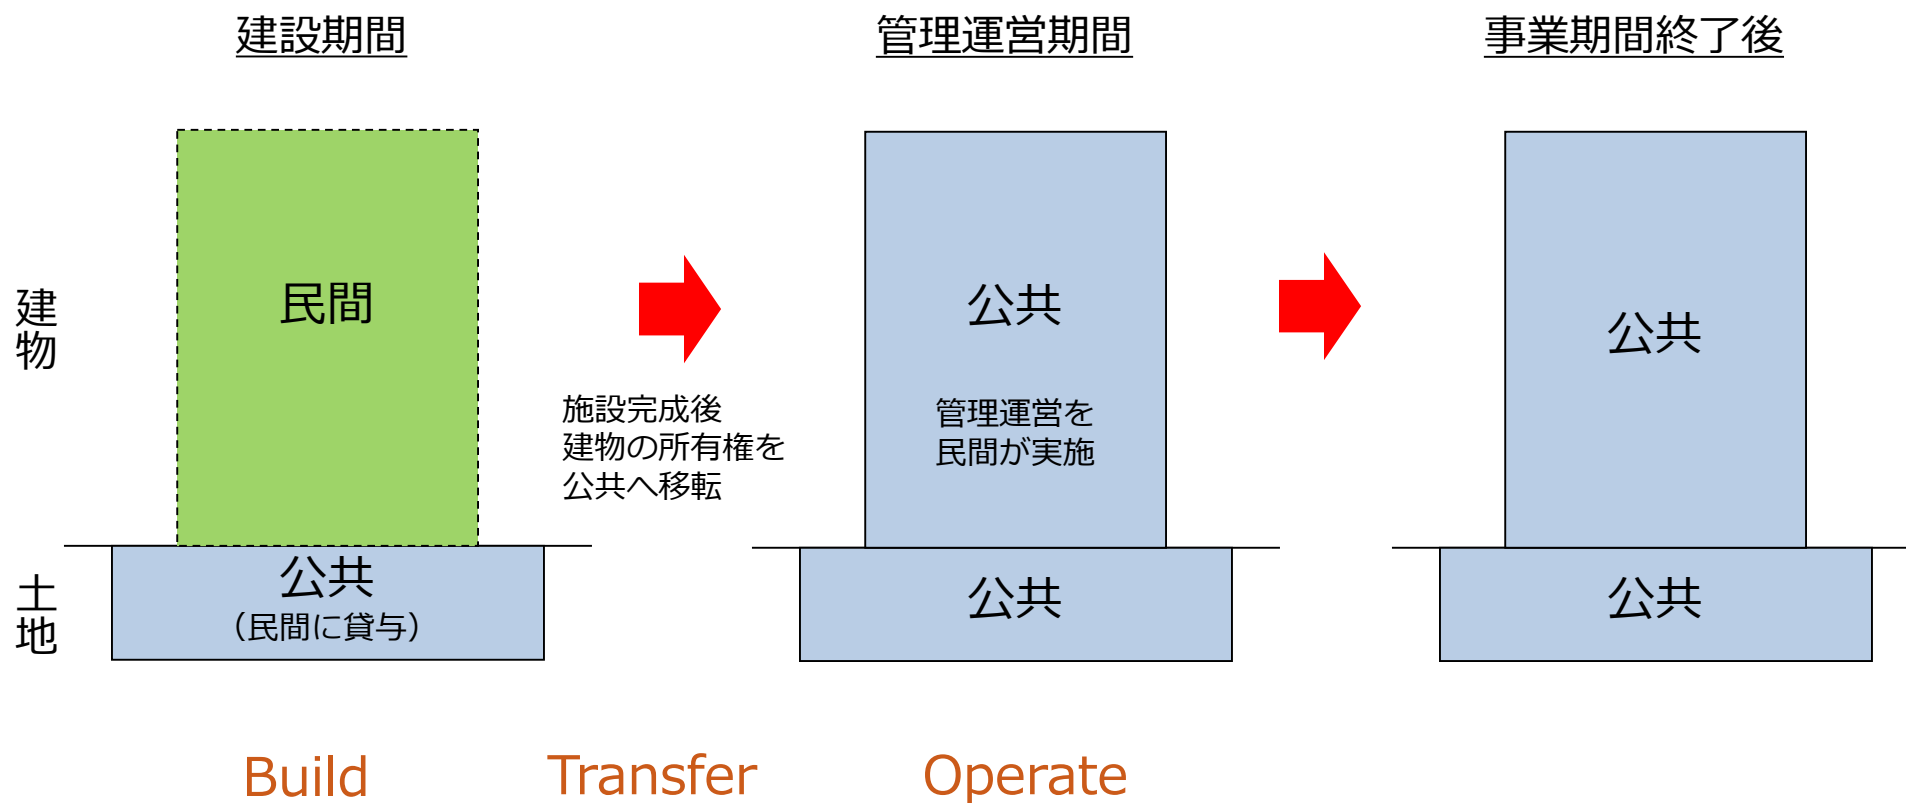 建設期間
管理運営期間
事業期間終了後
建物
民間
公共
公共
施設完成後
建物の所有権を
公共へ移転
管理運営を
民間が実施
土地
公共
（民間に貸与）
公共
公共
Build
Transfer
Operate